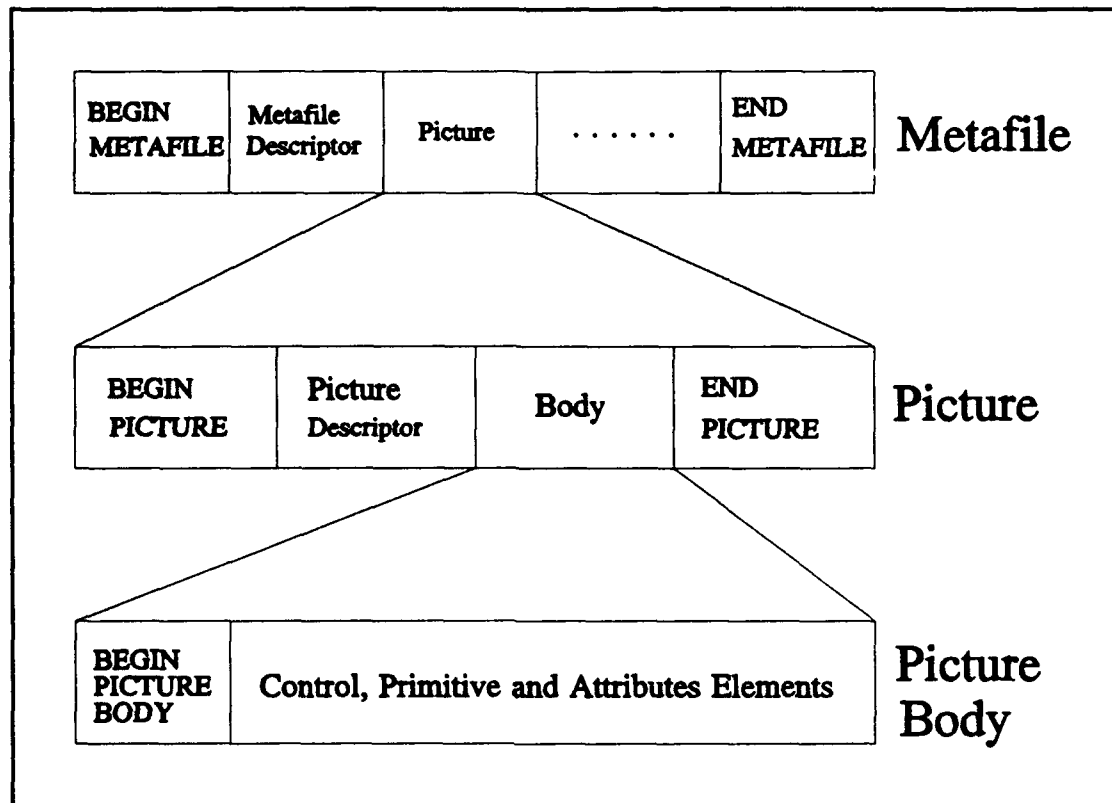 BEGIN
METAFILE
Metafile
Descriptor
Picture
. . . . . .
END
METAFILE
Metafile
BEGIN
PICTURE
Picture
Descriptor
Body
END
PICTURE
Picture
BEGIN
PICTURE
BODY
Control, Primitive and Attributes Elements
Picture
Body